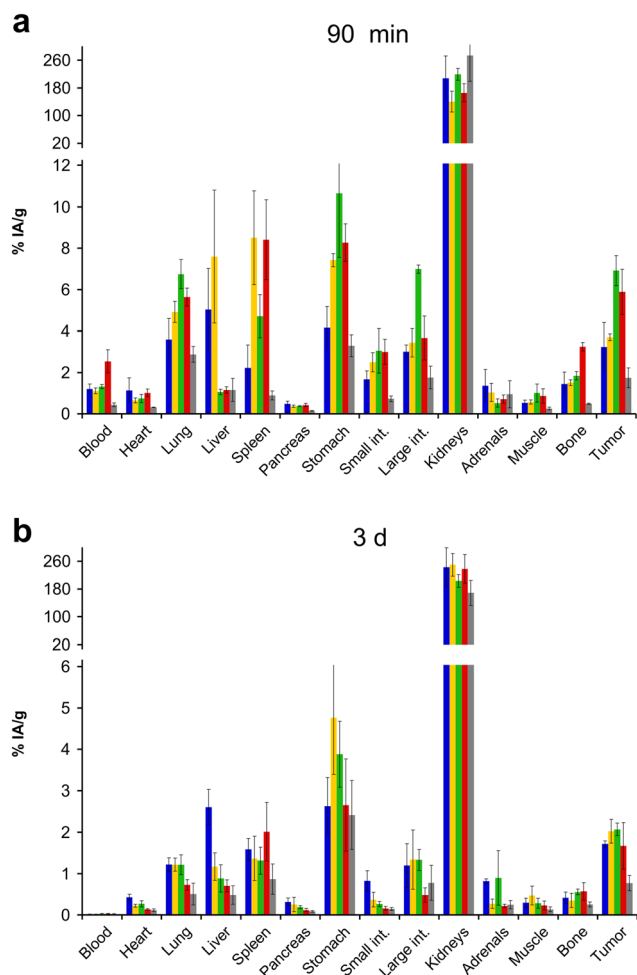 a
90 min
260
180
100
20
12
10
8
6
4
2
0
% IA/g
Blood
Heart
Lung
Liver
Spleen
Pancreas
Stomach
Small int.
Large int.
Kidneys
Adrenals
Muscle
Bone
Tumor
b
3 d
260
180
100
20
6
5
4
3
2
1
0
% IA/g
Blood
Heart
Lung
Liver
Spleen
Pancreas
Stomach
Small int.
Large int.
Kidneys
Adrenals
Muscle
Bone
Tumor